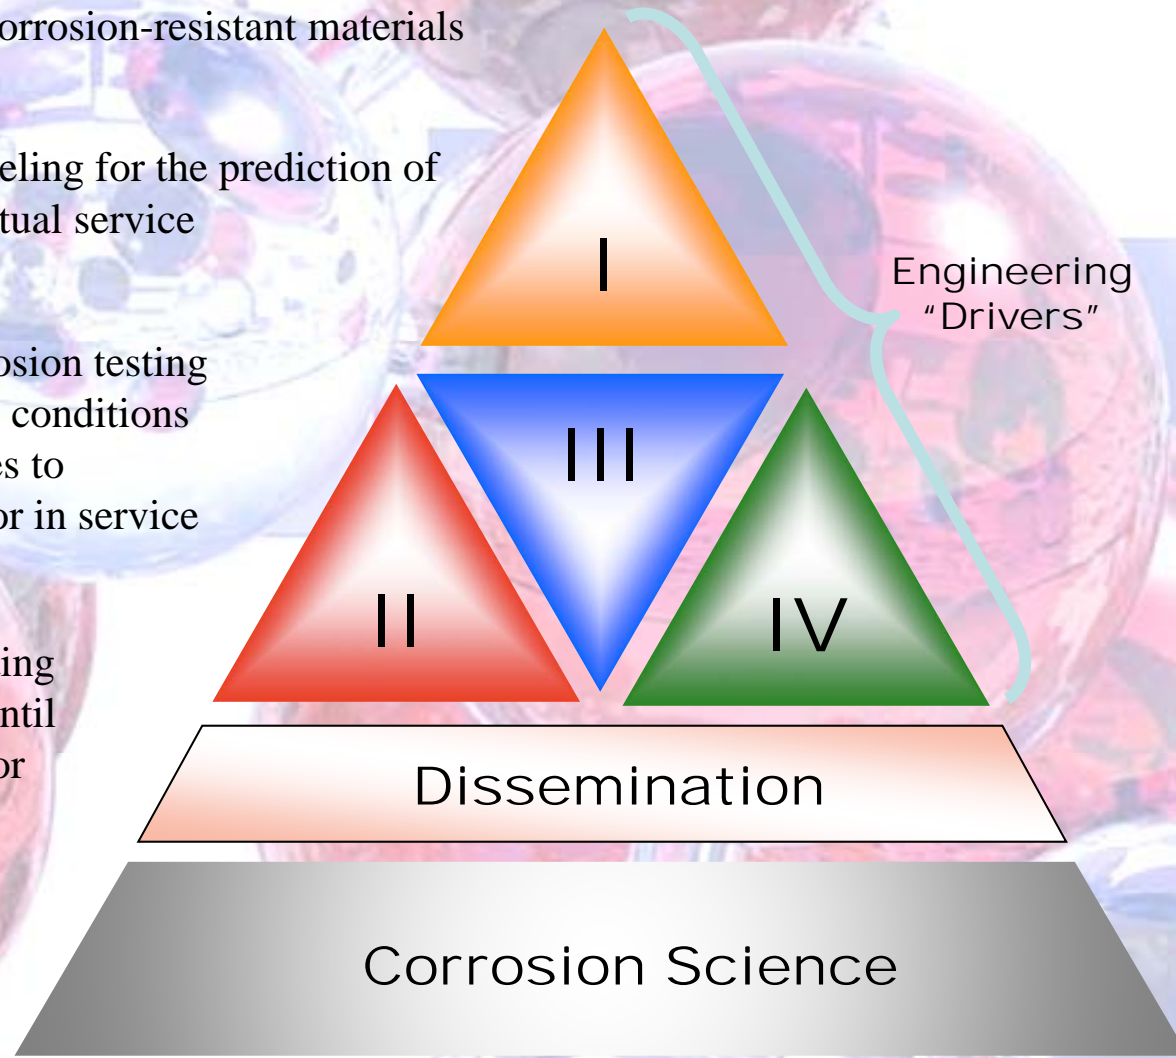 orrosion-resistant materials
eling for the prediction of
tual service
osion testing
conditions
es to
or in service
ing
ntil
or
I
Engineering
“Drivers”
III
II
IV
Dissemination
Corrosion Science